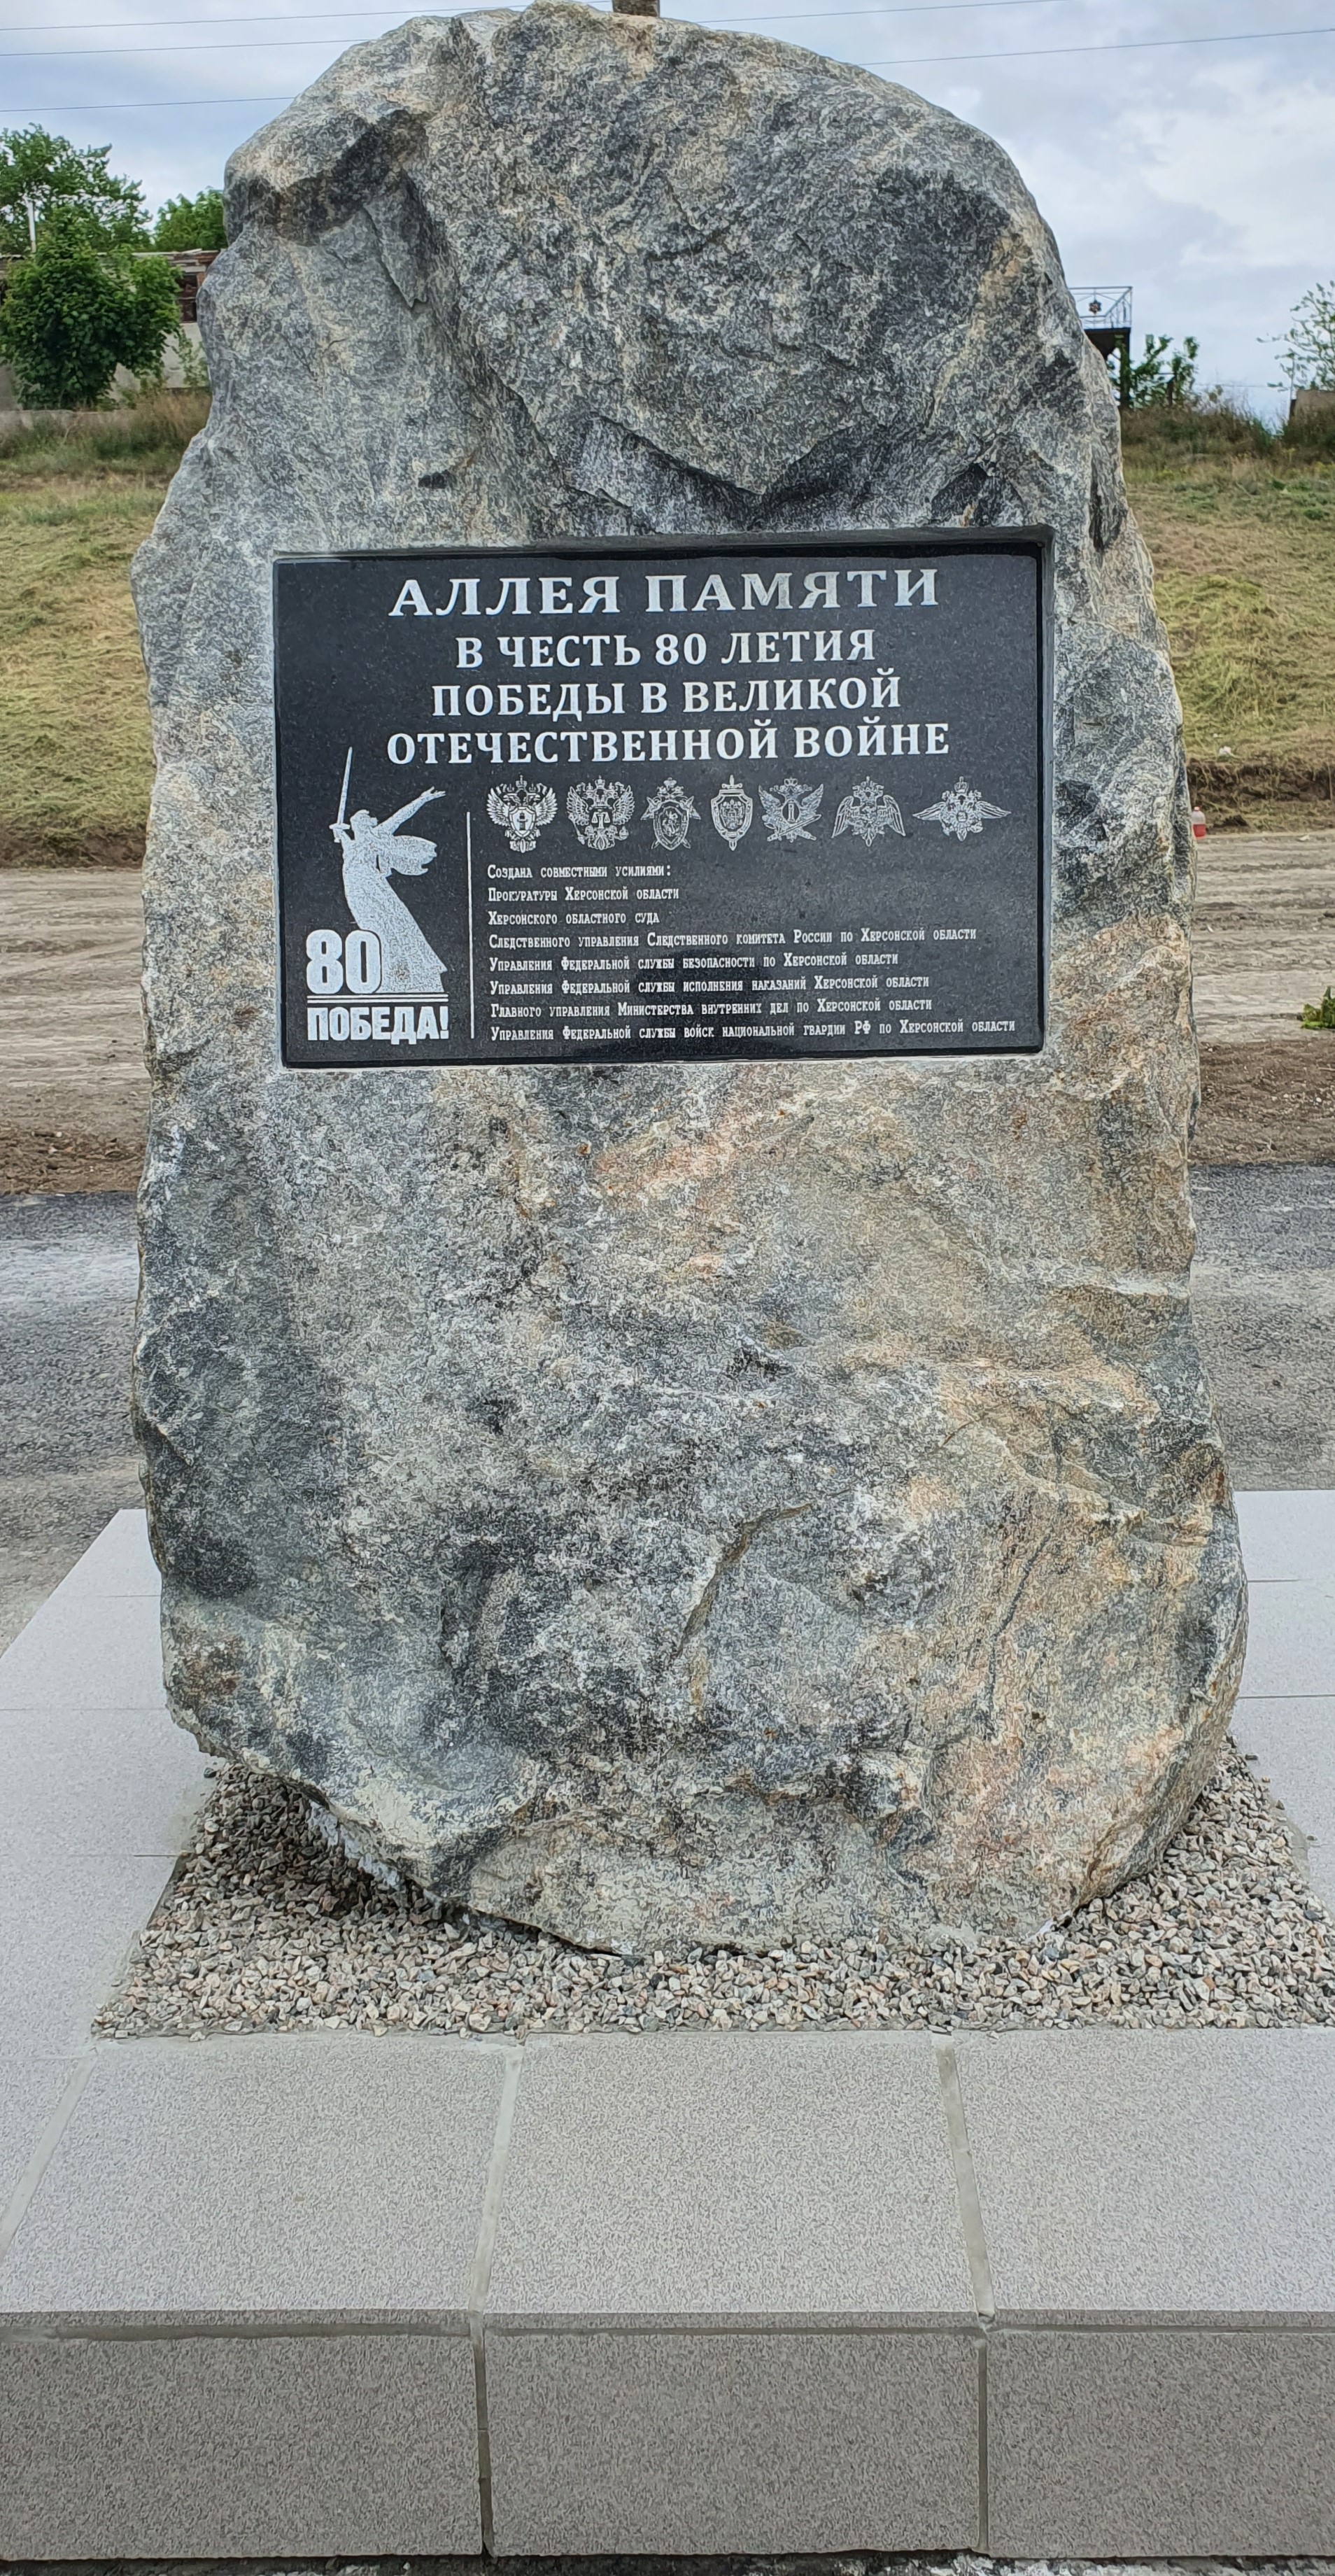 АЛЛЕЯ ПАМЯТИ
В ЧЕСТЬ 80 ЛЕТИЯ
ПОБЕДЫ В ВЕЛИКОЙ
ОТЕЧЕСТВЕННОЙ ВОЙНЕ
80
ПОБЕДА!
Создана совместными усилиями:
Прокуратуры Херсонской области
Херсонского областного суда
Следственного управления Следственного комитета России по Херсонской области
Управления Федеральной службы безопасности по Херсонской области
Управления Федеральной службы исполнения наказаний Херсонской области
Главного управления Министерства внутренних дел по Херсонской области
Управления Федеральной службы войск национальной гвардии РФ по Херсонской области